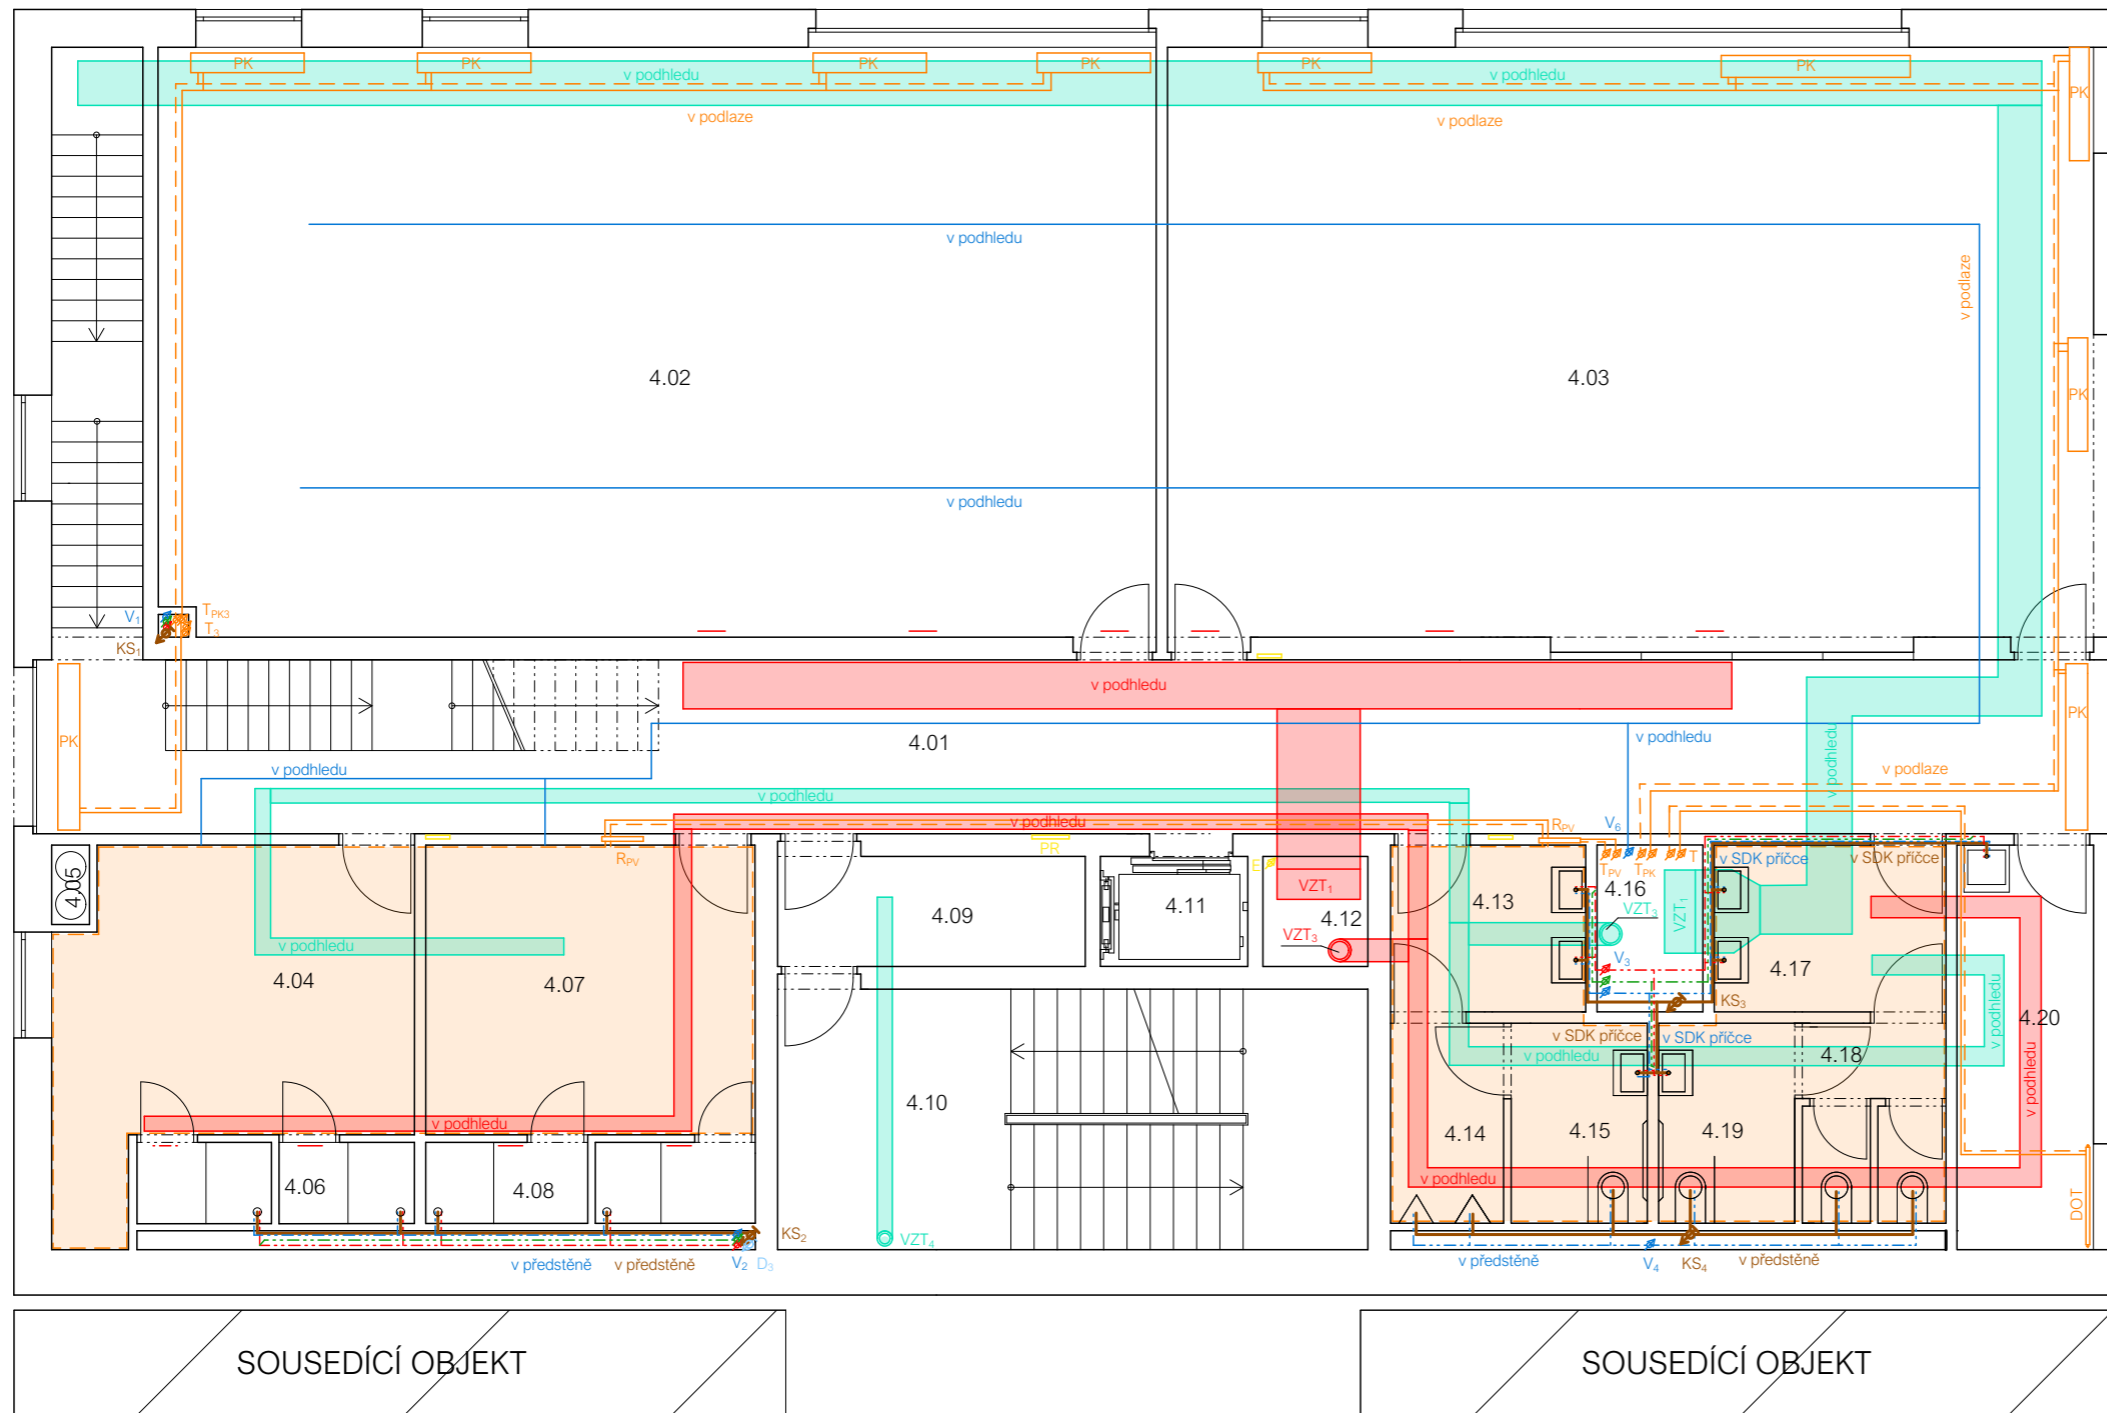 PK
PK
PK
PK
PK
PK
v podhledu
v podhledu
PK
v podlaze
v podlaze
v podhledu
v podlaze
4.02
4.03
PK
v podhledu
V1
TPK3
T3
KS1
v podhledu
PK
PK
4.01
v podhledu
v podhledu
v podhledu
v podlaze
v podhledu
v podhledu
RPV
V6
PR
RPV
E
TPV
TPK
T
v SDK příčce
v SDK příčce
4.05
VZT1
4.09
4.11
4.12
4.13
4.16
VZT3
VZT1
VZT3
V3
v podhledu
4.04
4.07
4.17
KS3
v podhledu
4.20
v SDK příčce
v SDK příčce
v podhledu
4.18
v podhledu
4.10
v podhledu
4.14
4.15
4.19
v podhledu
4.06
4.08
DOT
KS2
VZT4
V2
D3
v předstěně
v předstěně
v předstěně
V4
KS4
v předstěně
SOUSEDÍCÍ OBJEKT
SOUSEDÍCÍ OBJEKT